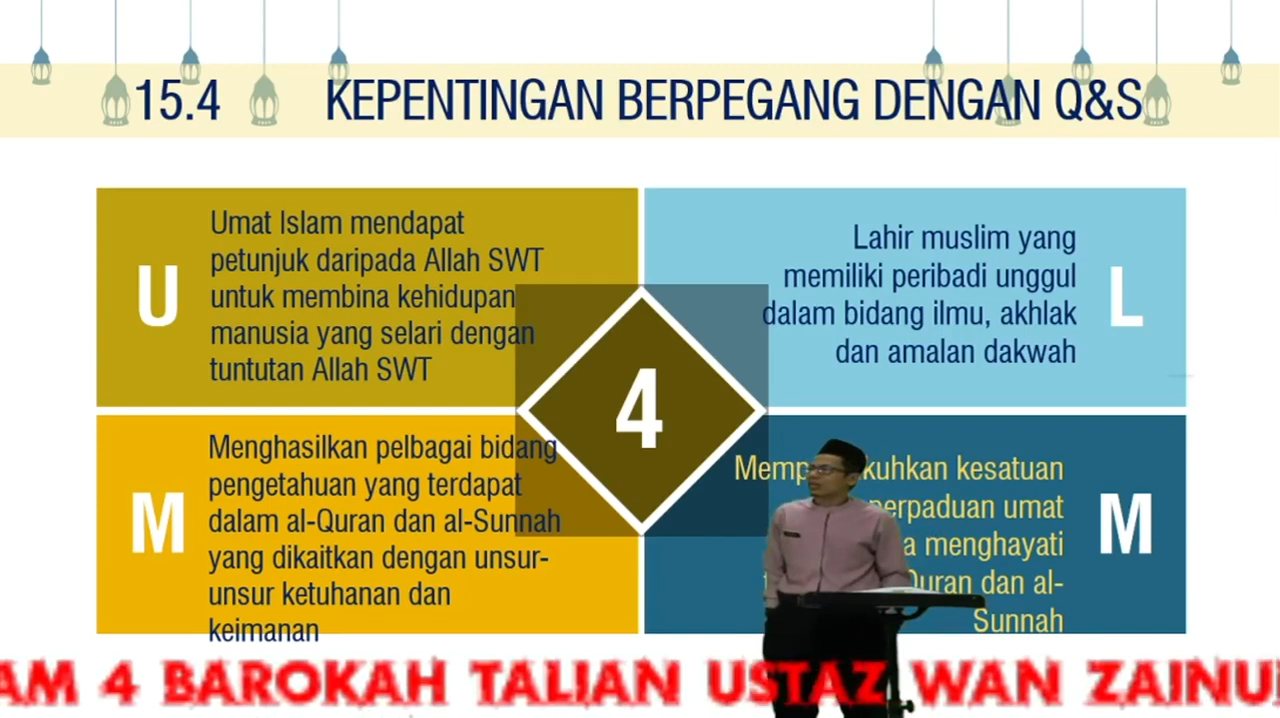 15.4 KEPENTINGAN BERPEGANG DENGAN Q&S
U
Umat Islam mendapat
petunjuk daripada Allah SWT
untuk membina kehidupan
manusia yang selari dengan
tuntutan Allah SWT
Lahir muslim yang
memiliki peribadi unggul
dalam bidang ilmu, akhlak
dan amalan dakwah
L
4
M
Menghasilkan pelbagai bidang
pengetahuan yang terdapat
dalam al-Quran dan al-Sunnah
yang dikaitkan dengan unsur-
unsur ketuhanan dan
keimanan
kesatuan
perpaduan umat
menghayati
Quran dan al-
Sunnah
M
4 BAROKAH TALIAN USTAZ WAN